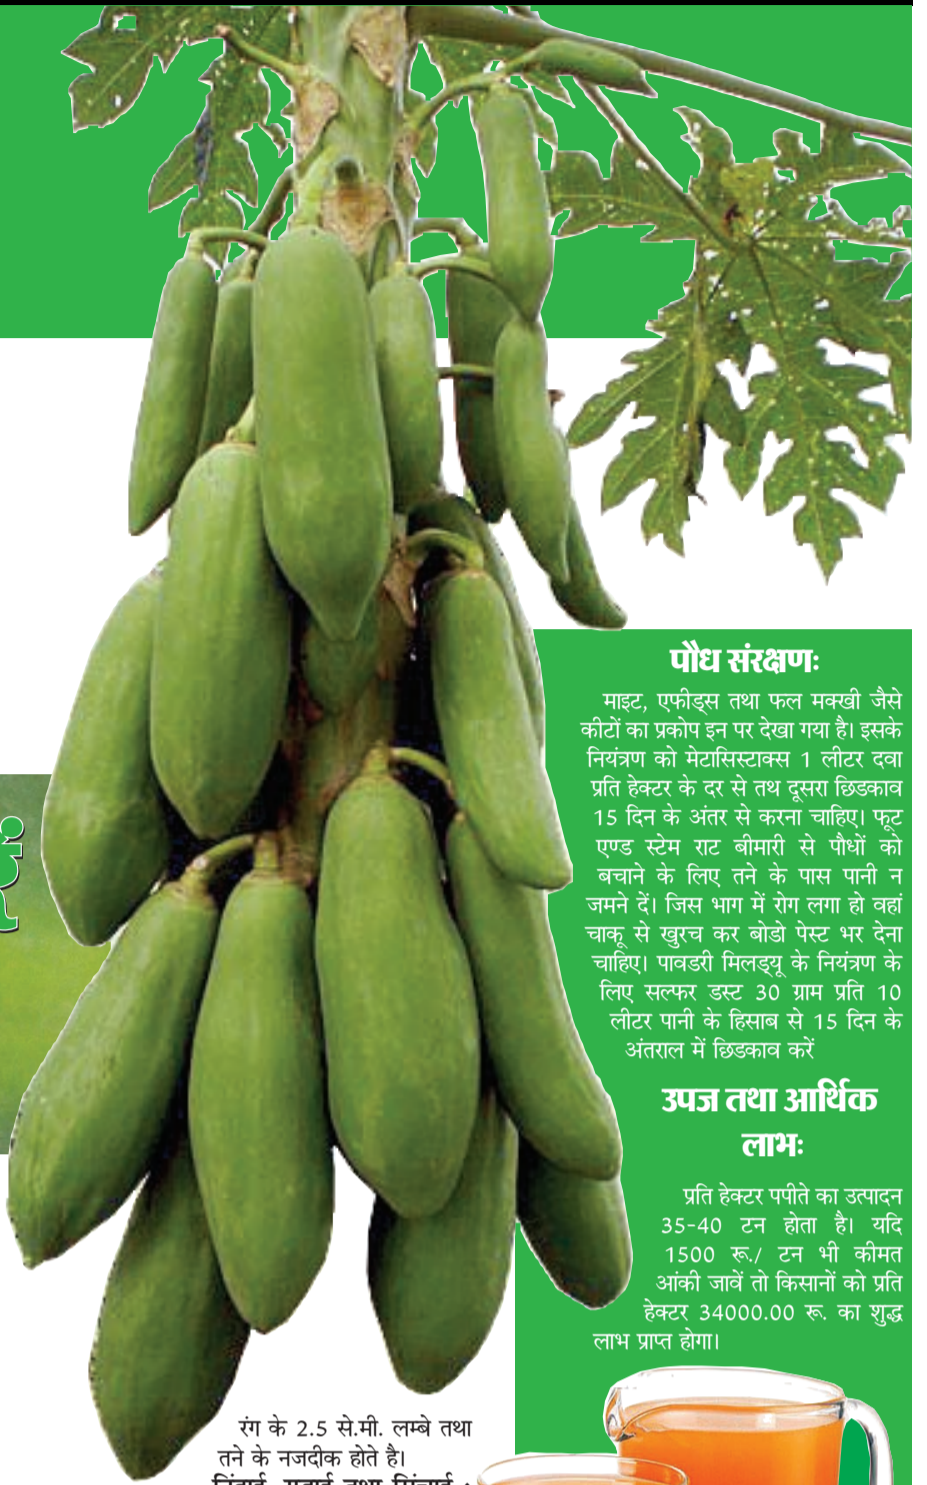 पौध संरक्षणः
माइट, एफीड्स तथा फल मक्खी जैसे
कीटों का प्रकोप इन पर देखा गया है। इसके
नियंत्रण को मेटासिस्टाक्स 1 लीटर दवा
प्रति हेक्टर के दर से तथ दूसरा छिडकाव
15 दिन के अंतर से करना चाहिए। फूट
एण्ड स्टेम राट बीमारी से पौधों को
बचाने के लिए तने के पास पानी न
जमने दें। जिस भाग में रोग लगा हो वहां
चाकू से खुरच कर बोडो पेस्ट भर देना
चाहिए। पावडरी मिलड्यू के नियंत्रण के
लिए सल्फर डस्ट 30 ग्राम प्रति 10
लीटर पानी के हिसाब से 15 दिन के
अंतराल में छिडकाव करें
उपज तथा आर्थिक
लाभः
प्रति हेक्टर पपीते का उत्पादन
35-40 टन होता है। यदि
1500 रू./ टन भी कीमत
आंकी जावें तो किसानों को प्रति
हेक्टर 34000.00 रू. का शुद्ध
लाभ प्राप्त होगा।
रंग के 2.5 से.मी. लम्बे तथा
तने के नजदीक होते है।